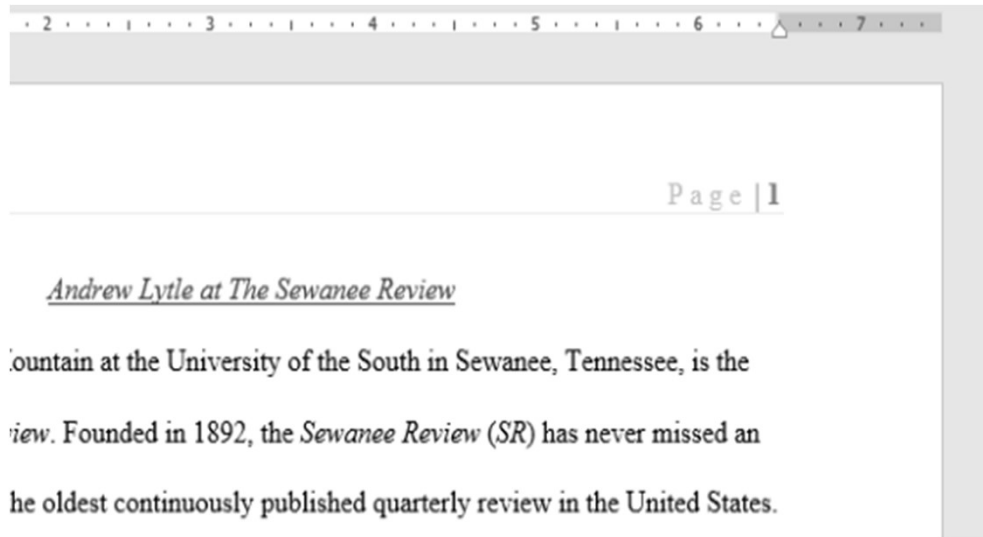 2 3 4 5 6 7
Page | 1
Andrew Lytle at The Sewanee Review
ountain at the University of the South in Sewanee, Tennessee, is the
iew. Founded in 1892, the Sewanee Review (SR) has never missed an
he oldest continuously published quarterly review in the United States.